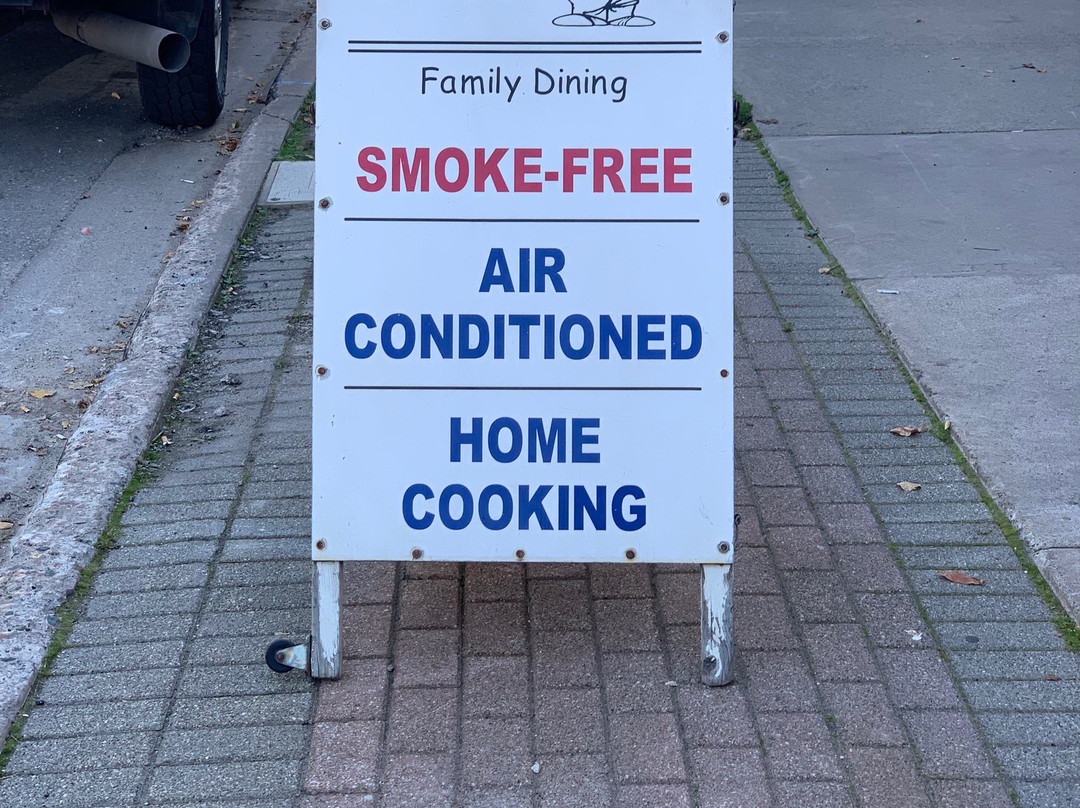 Family Dining
SMOKE-FREE
AIR
CONDITIONED
HOME
COOKING